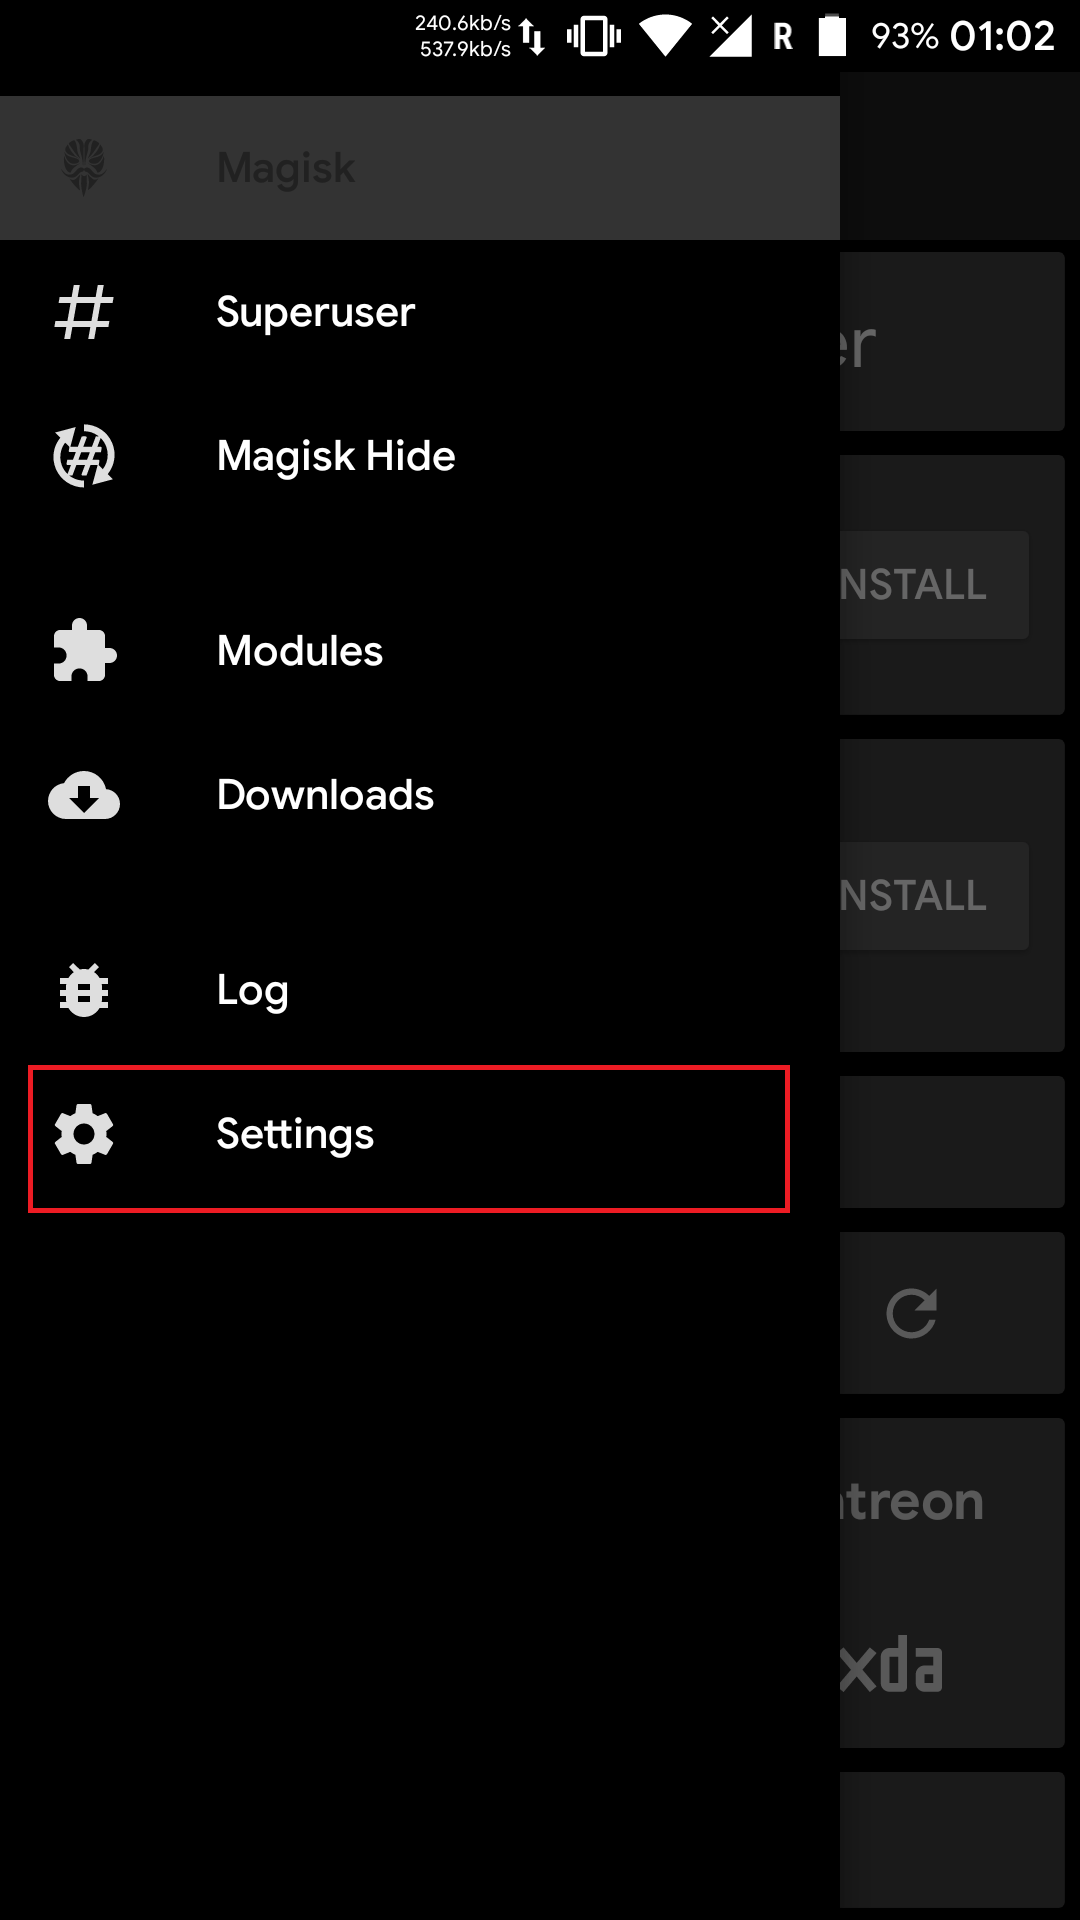 240.6kb/s
537.9kb/s
R
93% 01:02
Magisk
Superuser
er
Magisk Hide
NSTALL
Modules
Downloads
NSTALL
Log
Settings
treon
xda